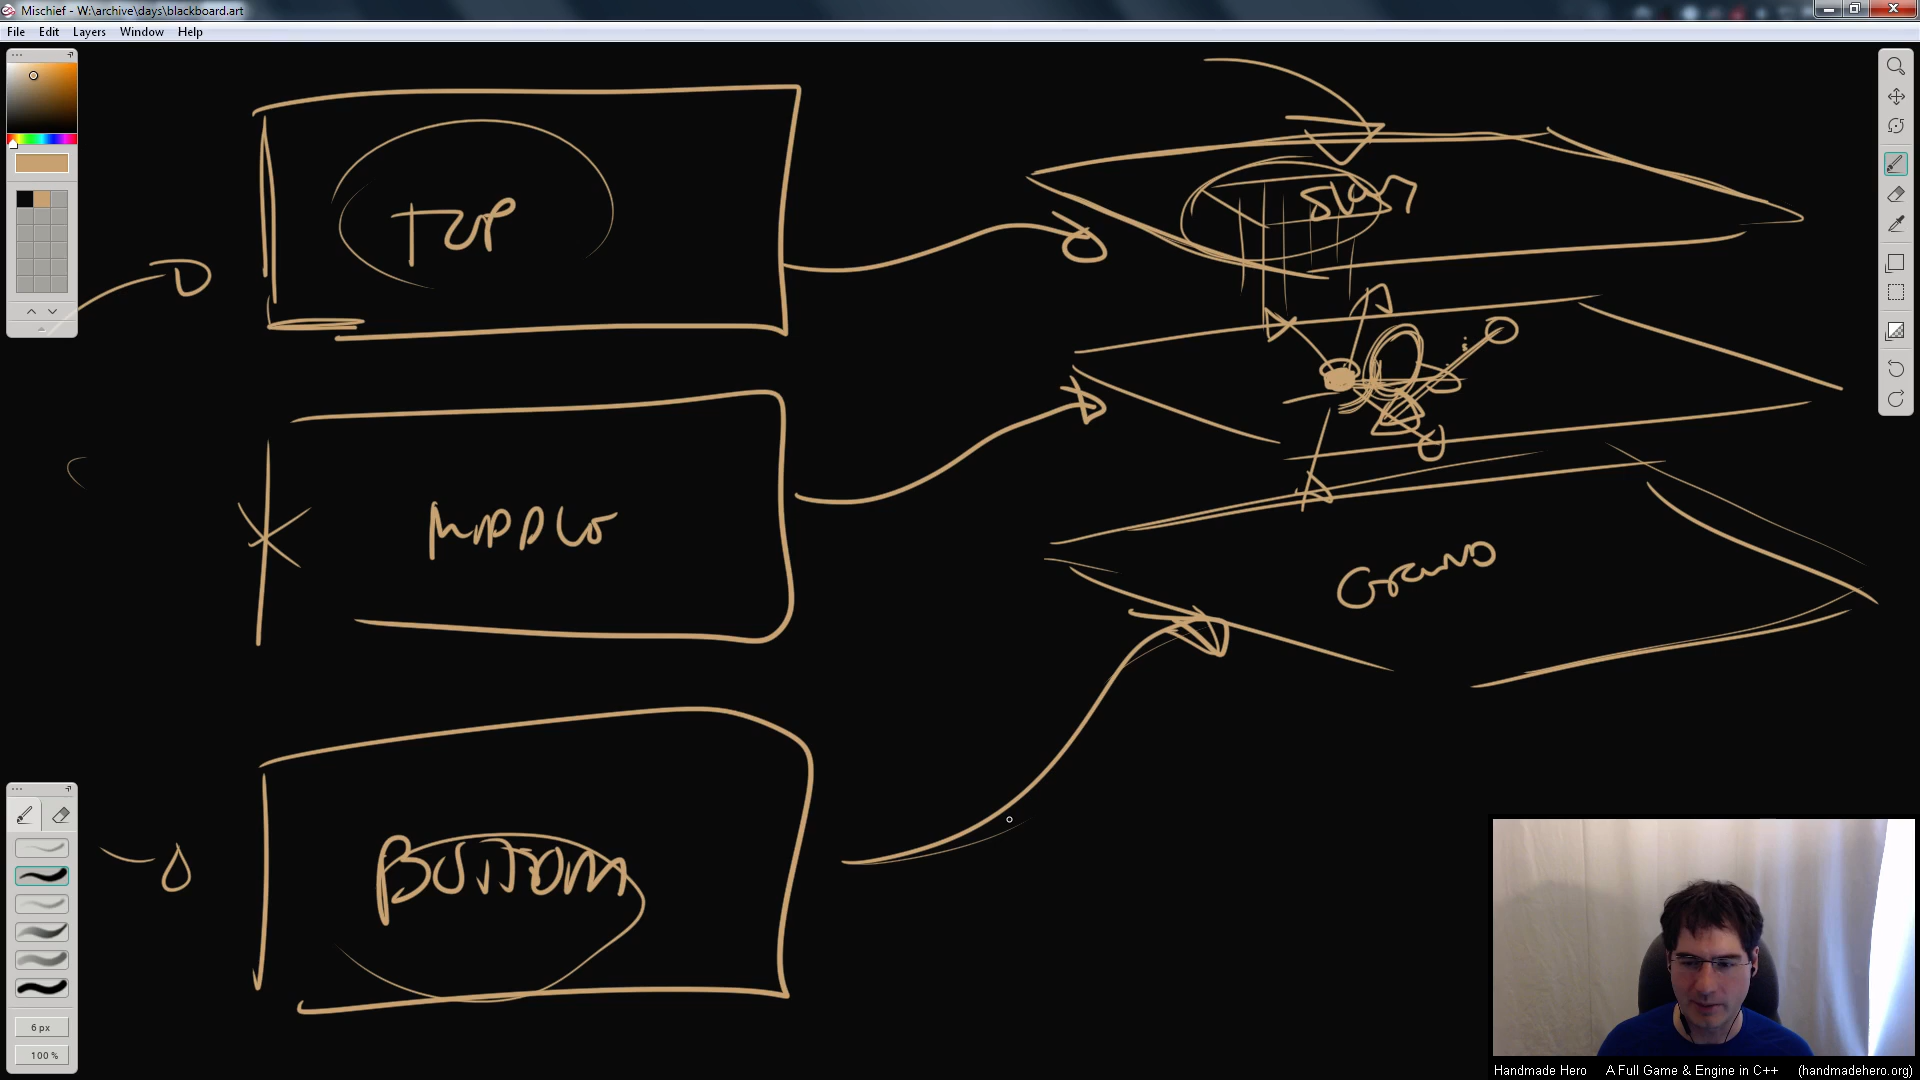 Mischief - W:\archive\days\blackboard.art
File Edit Layers Window Help
TOP
SKY
MIDDLE
GROUND
BOTTOM
6 px
100 %
Handmade Hero A Full Game & Engine in C++ (handmadehero.org)